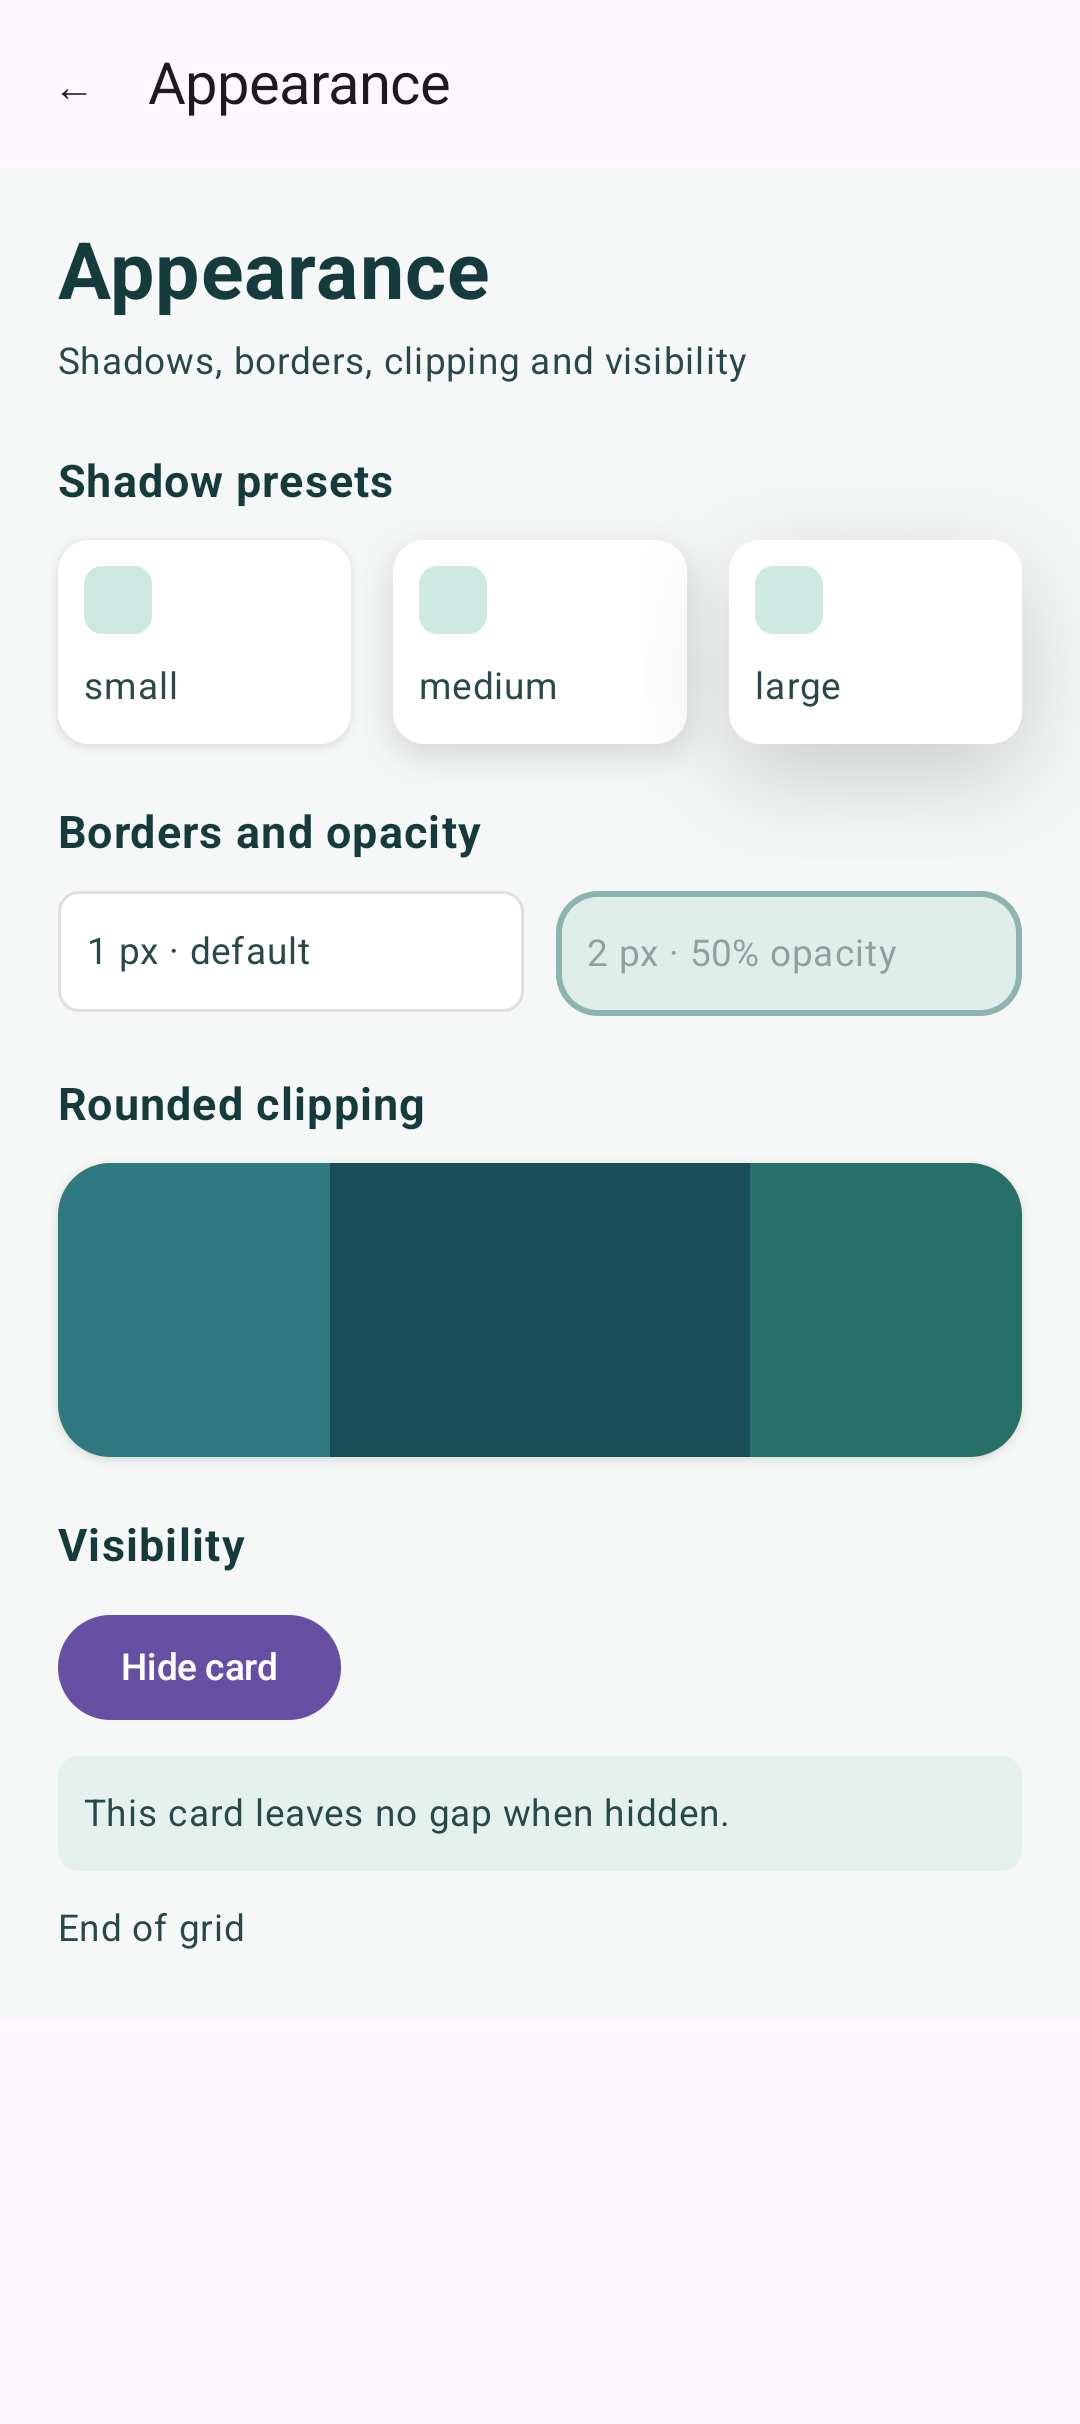 ← Appearance
Appearance
Shadows, borders, clipping and visibility
Shadow presets
small
medium
large
Borders and opacity
1 px · default
2 px · 50% opacity
Rounded clipping
Visibility
Hide card
This card leaves no gap when hidden.
End of grid